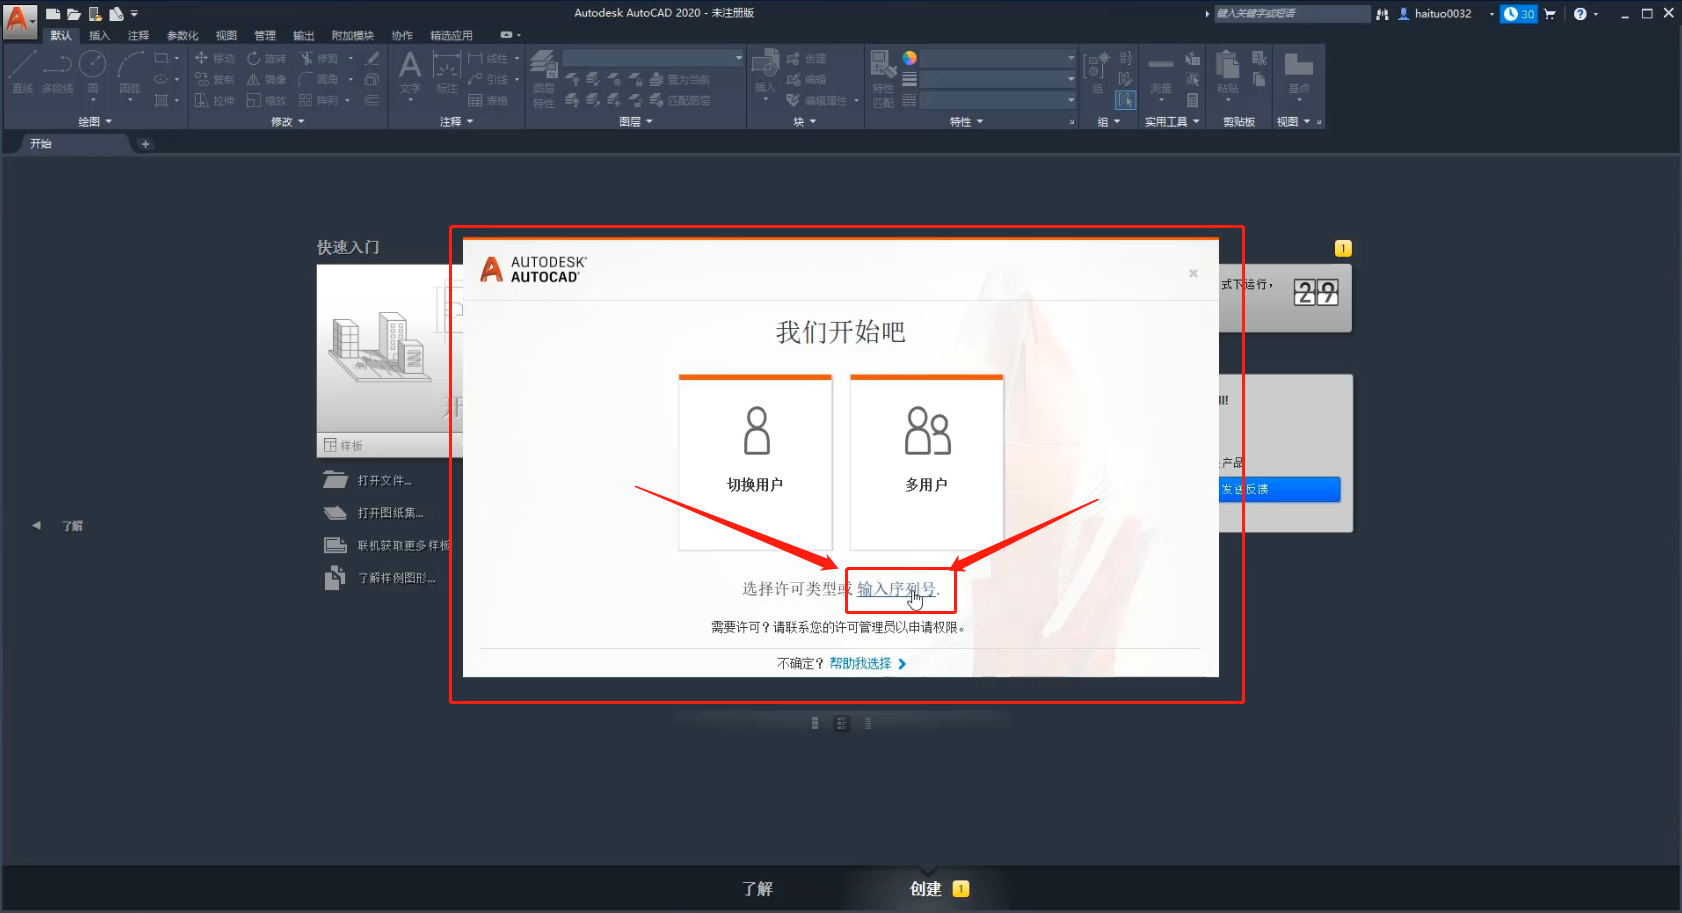 Autodesk AutoCAD 2020 - 未注册版
键入关键字或短语
haituo0032
30
默认 插入 注释 参数化 视图 管理 输出 附加模块 协作 精选应用
直线 多段线 圆 圆弧
移动 旋转 修剪
复制 镜像 圆角
拉伸 缩放 阵列
文字 标注
线性
引线
表格
图层特性
置为当前
匹配图层
插入
创建
编辑
编辑属性
特性匹配
组
测量
粘贴
基点
绘图 修改 注释 图层 块 特性 组 实用工具 剪贴板 视图
开始
快速入门
1
AUTODESK®
AUTOCAD®
式下运行，
29
我们开始吧
开
切换用户
多用户
样板
产品
发送反馈
打开文件...
打开图纸集...
联机获取更多样板
了解样例图形...
了解
选择许可类型或 输入序列号.
需要许可？请联系您的许可管理员以申请权限。
不确定？ 帮助我选择
了解
创建 1